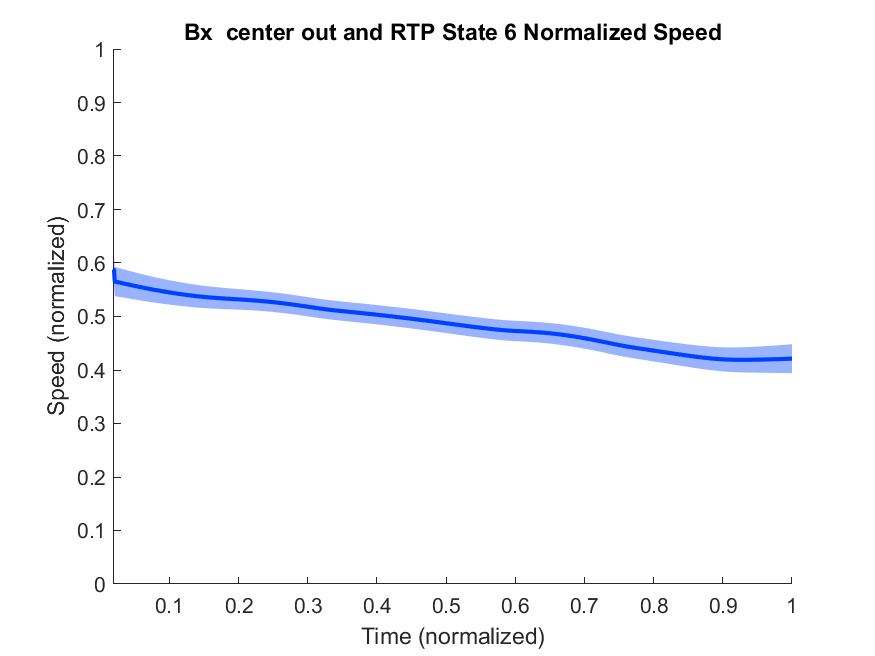 Bx  center out and RTP State 6 Normalized Speed
1
0.9
0.8
0.7
0.6
0.5
0.4
0.3
0.2
0.1
0
Speed (normalized)
0.1 0.2 0.3 0.4 0.5 0.6 0.7 0.8 0.9 1
Time (normalized)